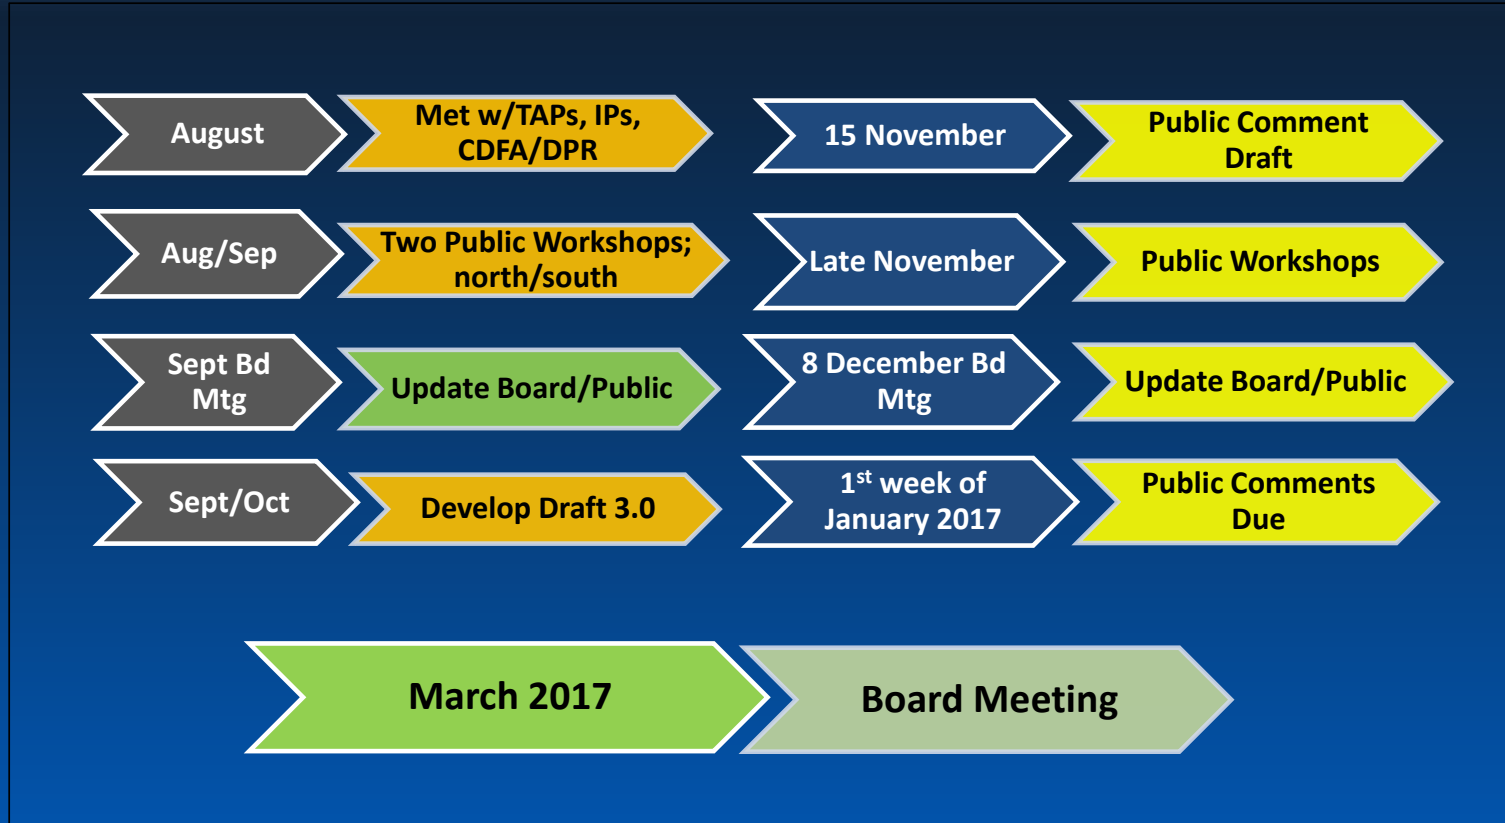 August
Met w/TAPs, IPs,
CDFA/DPR
Aug/Sep
Two Public Workshops;
north/south
Sept Bd
Mtg
Update Board/Public
Sept/Oct
Develop Draft 3.0
15 November
Public Comment
Draft
Late November
Public Workshops
8 December Bd
Mtg
Update Board/Public
1st week of
January 2017
Public Comments
Due
March 2017
Board Meeting